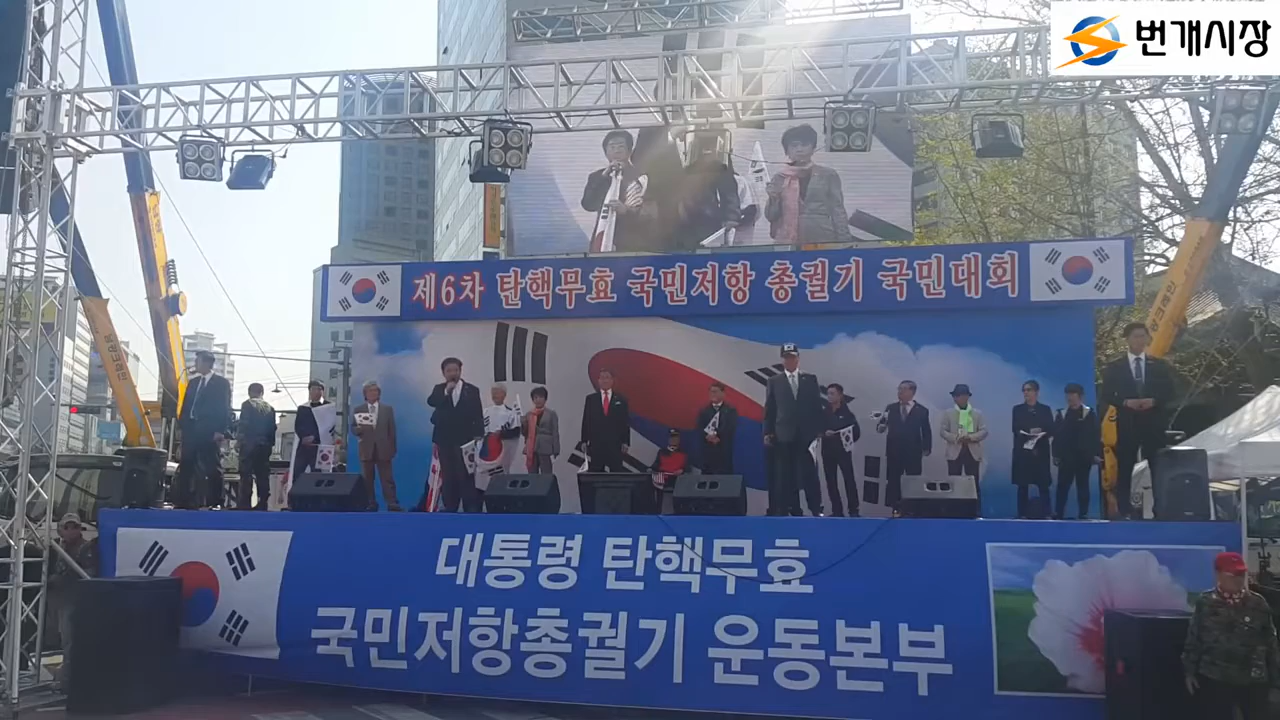 번개시장
제6차 탄핵무효 국민저항 총궐기 국민대회
대통령 탄핵무효
국민저항총궐기 운동본부